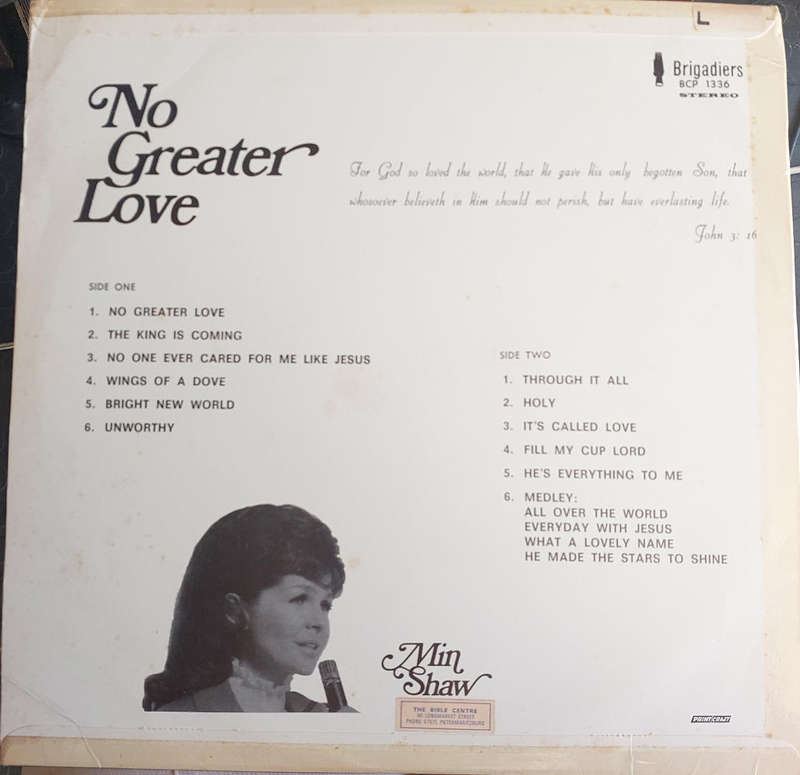 L
Brigadiers
BCP 1336
STEREO
No
Greater
Love
For God so loved the world, that he gave his only begotten Son, that
whosoever believeth in him should not perish, but have everlasting life.
John 3: 16
SIDE ONE
1. NO GREATER LOVE
2. THE KING IS COMING
3. NO ONE EVER CARED FOR ME LIKE JESUS
4. WINGS OF A DOVE
5. BRIGHT NEW WORLD
6. UNWORTHY
SIDE TWO
1. THROUGH IT ALL
2. HOLY
3. IT'S CALLED LOVE
4. FILL MY CUP LORD
5. HE'S EVERYTHING TO ME
6. MEDLEY:
ALL OVER THE WORLD
EVERYDAY WITH JESUS
WHAT A LOVELY NAME
HE MADE THE STARS TO SHINE
Min
Shaw
THE BIBLE CENTRE
LONGMARKET STREET
PHONE PIETERMARITZBURG
PRINTCRAFT